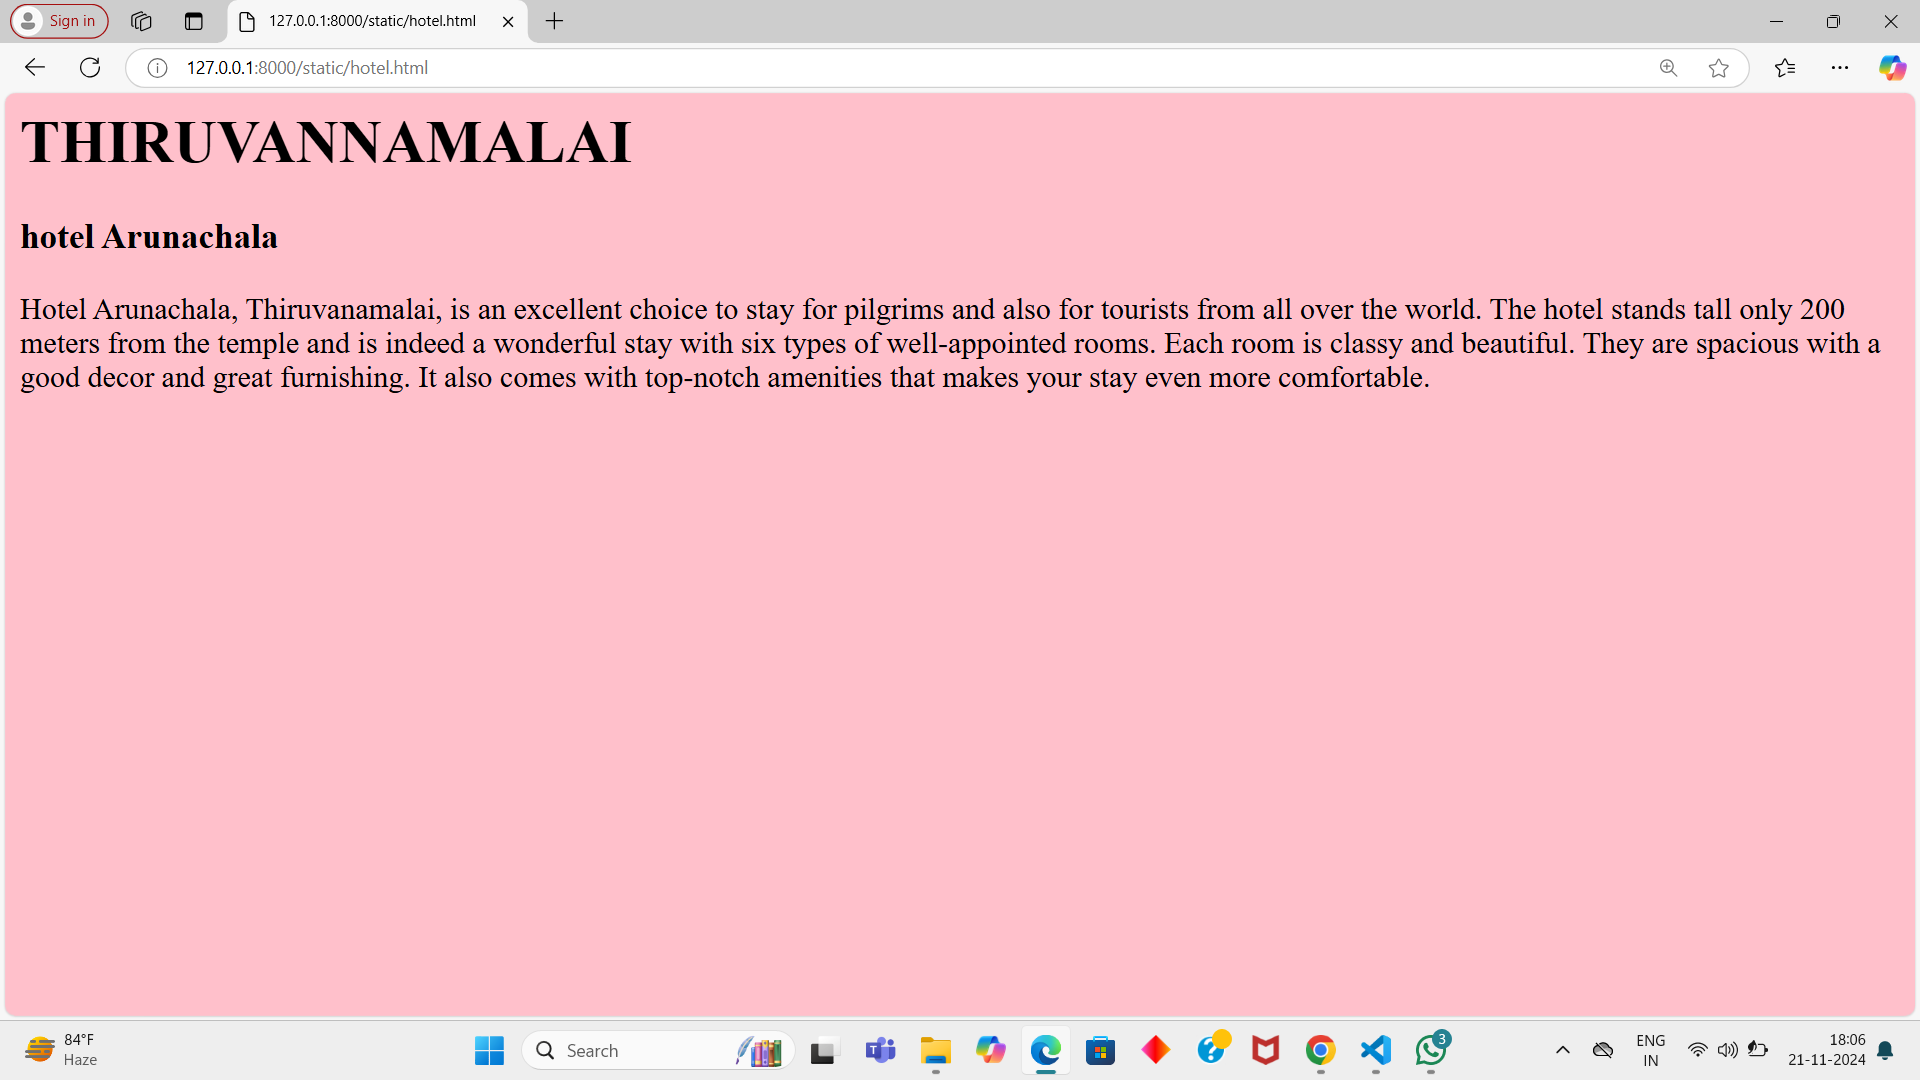 Sign in
127.0.0.1:8000/static/hotel.html
127.0.0.1:8000/static/hotel.html
THIRUVANNAMALAI
hotel Arunachala
Hotel Arunachala, Thiruvanamalai, is an excellent choice to stay for pilgrims and also for tourists from all over the world. The hotel stands tall only 200
meters from the temple and is indeed a wonderful stay with six types of well-appointed rooms. Each room is classy and beautiful. They are spacious with a
good decor and great furnishing. It also comes with top-notch amenities that makes your stay even more comfortable.
84°F
Haze
Search
3
ENG
IN
18:06
21-11-2024